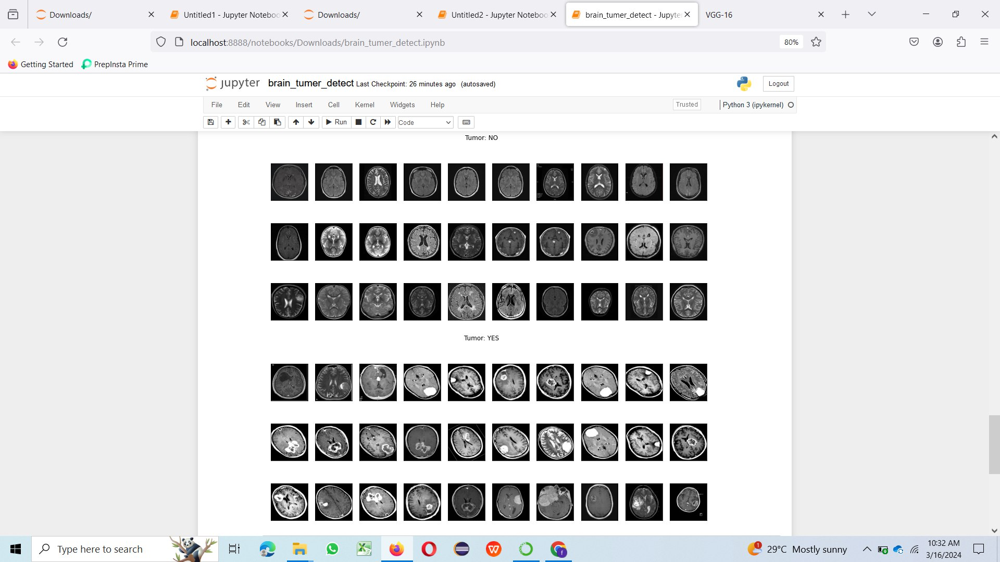 Downloads/
Untitled1 - Jupyter Noteboo
Downloads/
Untitled2 - Jupyter Noteboo
brain_tumer_detect - Jupyte
VGG-16
localhost:8888/notebooks/Downloads/brain_tumer_detect.ipynb
80%
Getting Started
PrepInsta Prime
jupyter
brain_tumer_detect Last Checkpoint: 26 minutes ago (autosaved)
Logout
File Edit View Insert Cell Kernel Widgets Help
Trusted
Python 3 (ipykernel)
Run
Code
Tumor: NO
Tumor: YES
Type here to search
1
29°C Mostly sunny
10:32 AM
3/16/2024